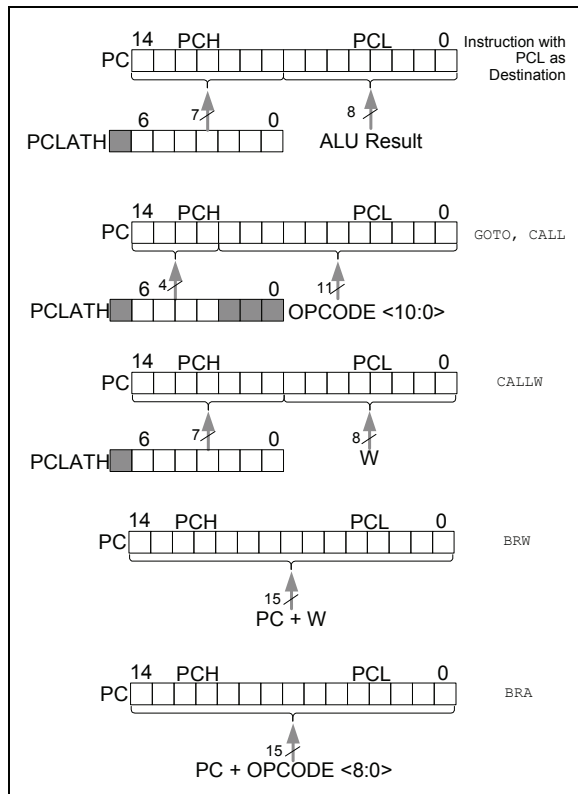 14 PCH PCL 0
PC
Instruction with
PCL as
Destination
7 8
6 0
PCLATH
ALU Result
14 PCH PCL 0
PC
GOTO, CALL
4 11
6 0
PCLATH
OPCODE <10:0>
14 PCH PCL 0
PC
CALLW
7 8
6 0
W
PCLATH
14 PCH PCL 0
PC
BRW
15
PC + W
14 PCH PCL 0
PC
BRA
15
PC + OPCODE <8:0>